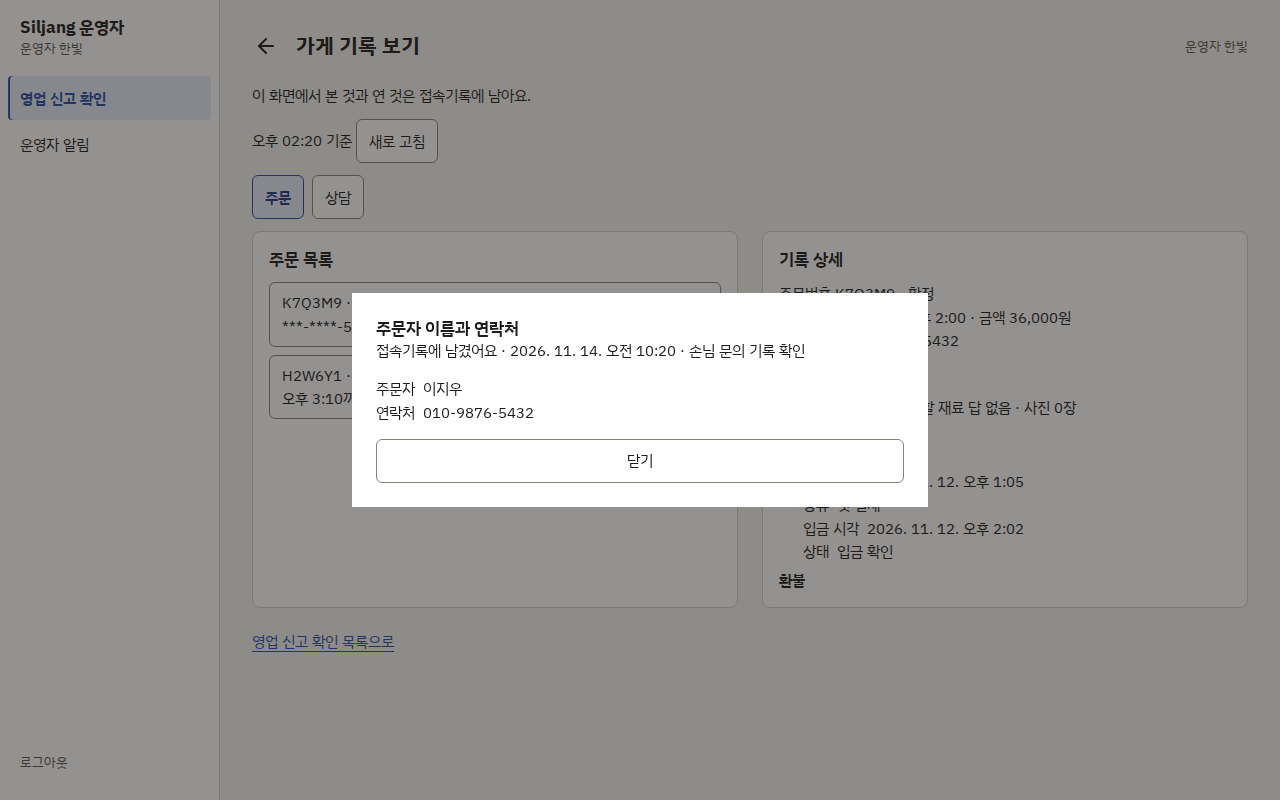 Siljang 운영자
운영자 한빛
영업 신고 확인
운영자 알림
로그아웃
가게 기록 보기
운영자 한빛
이 화면에서 본 것과 연 것은 접속기록에 남아요.
오후 02:20 기준
새로 고침
주문
상담
주문 목록
K7Q3M9 ·
***-****-5
H2W6Y1 ·
오후 3:10까
기록 상세
주문번호 K7Q3M9 · 확정
2:00 · 금액 36,000원
5432
재료 답 없음 · 사진 0장
12. 오후 1:05
입금 시각 2026. 11. 12. 오후 2:02
상태 입금 확인
환불
주문자 이름과 연락처
접속기록에 남겼어요 · 2026. 11. 14. 오전 10:20 · 손님 문의 기록 확인
주문자 이지우
연락처 010-9876-5432
닫기
영업 신고 확인 목록으로